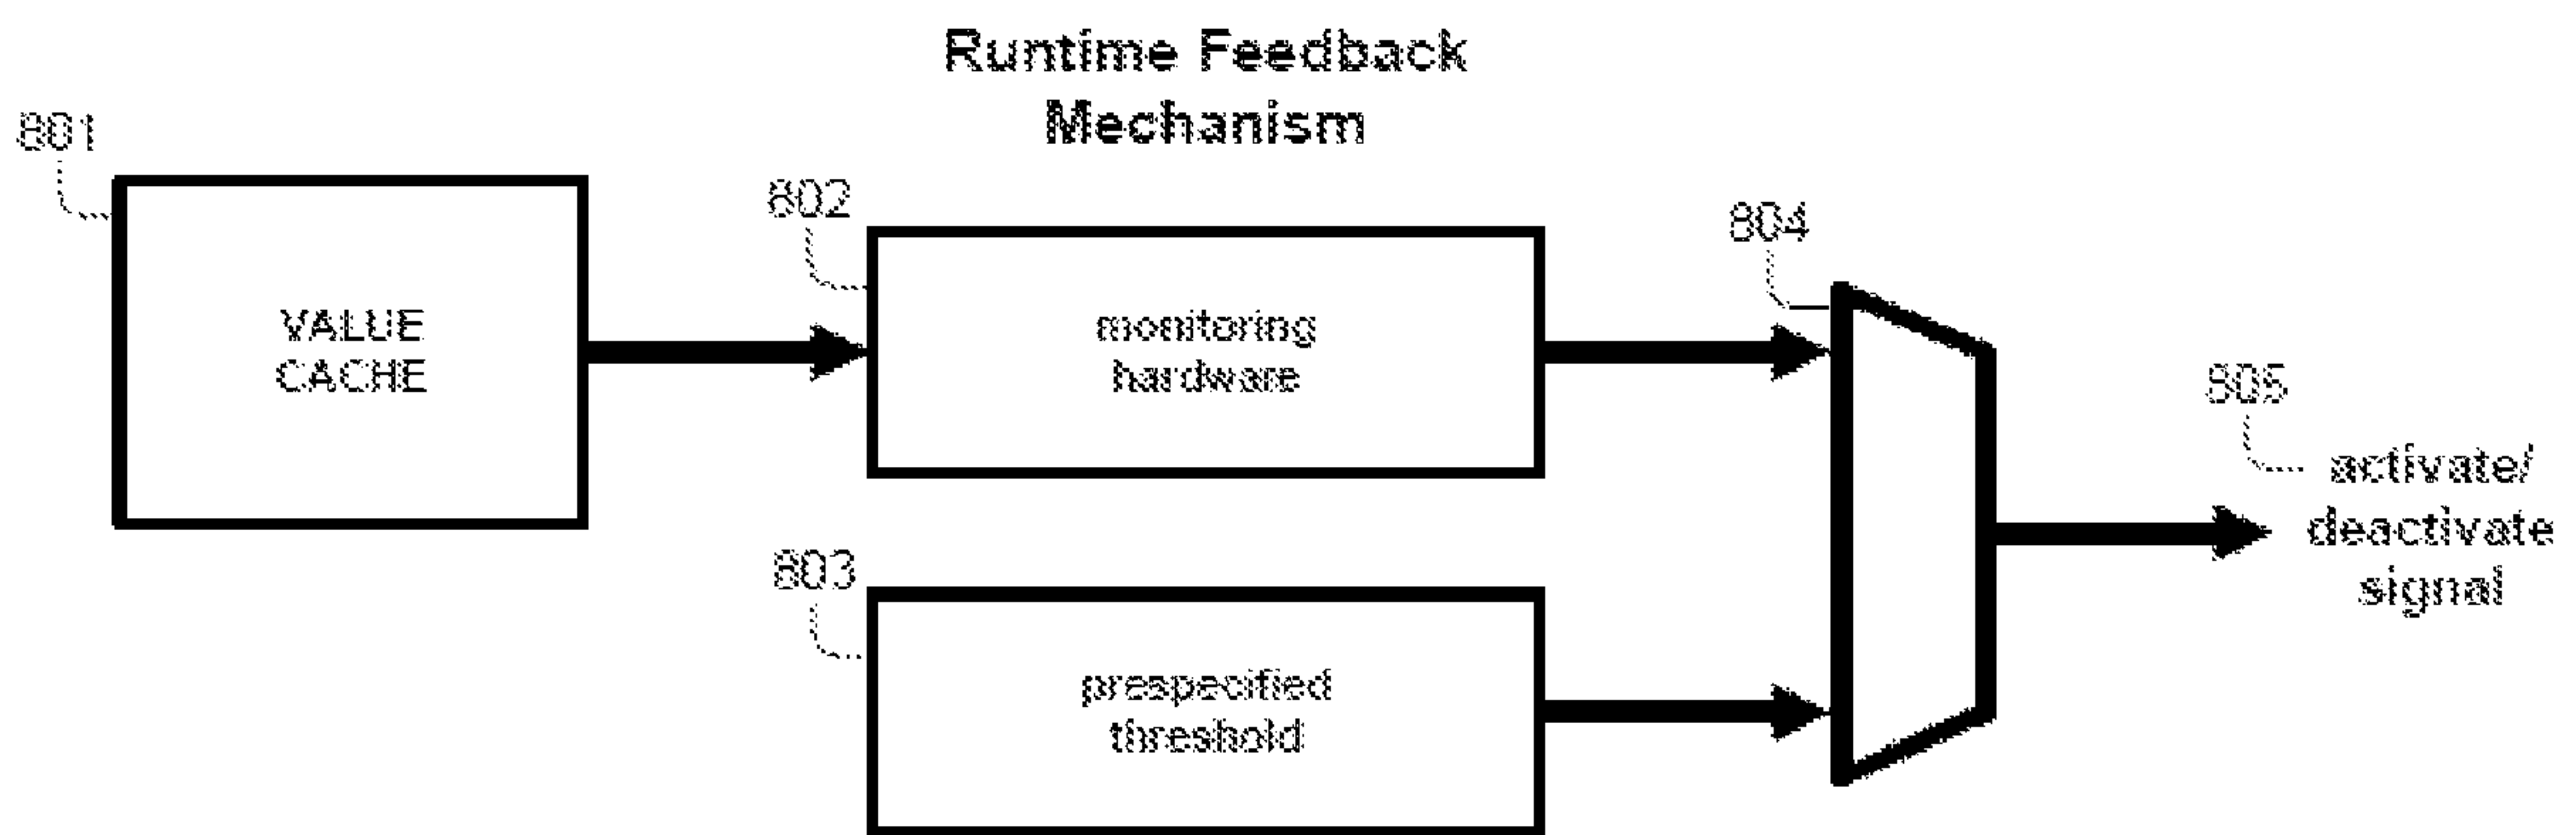 Runtime Feedback
Mechanism
801
VALUE
CACHE
802
monitoring
hardware
803
prespecified
threshold
804
805
activate/
deactivate
signal